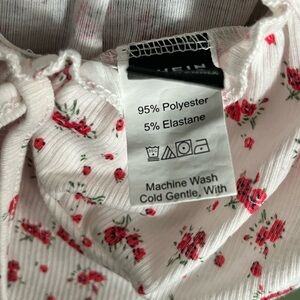 95% Polyester
5% Elastane
Machine Wash
Cold Gentle, With